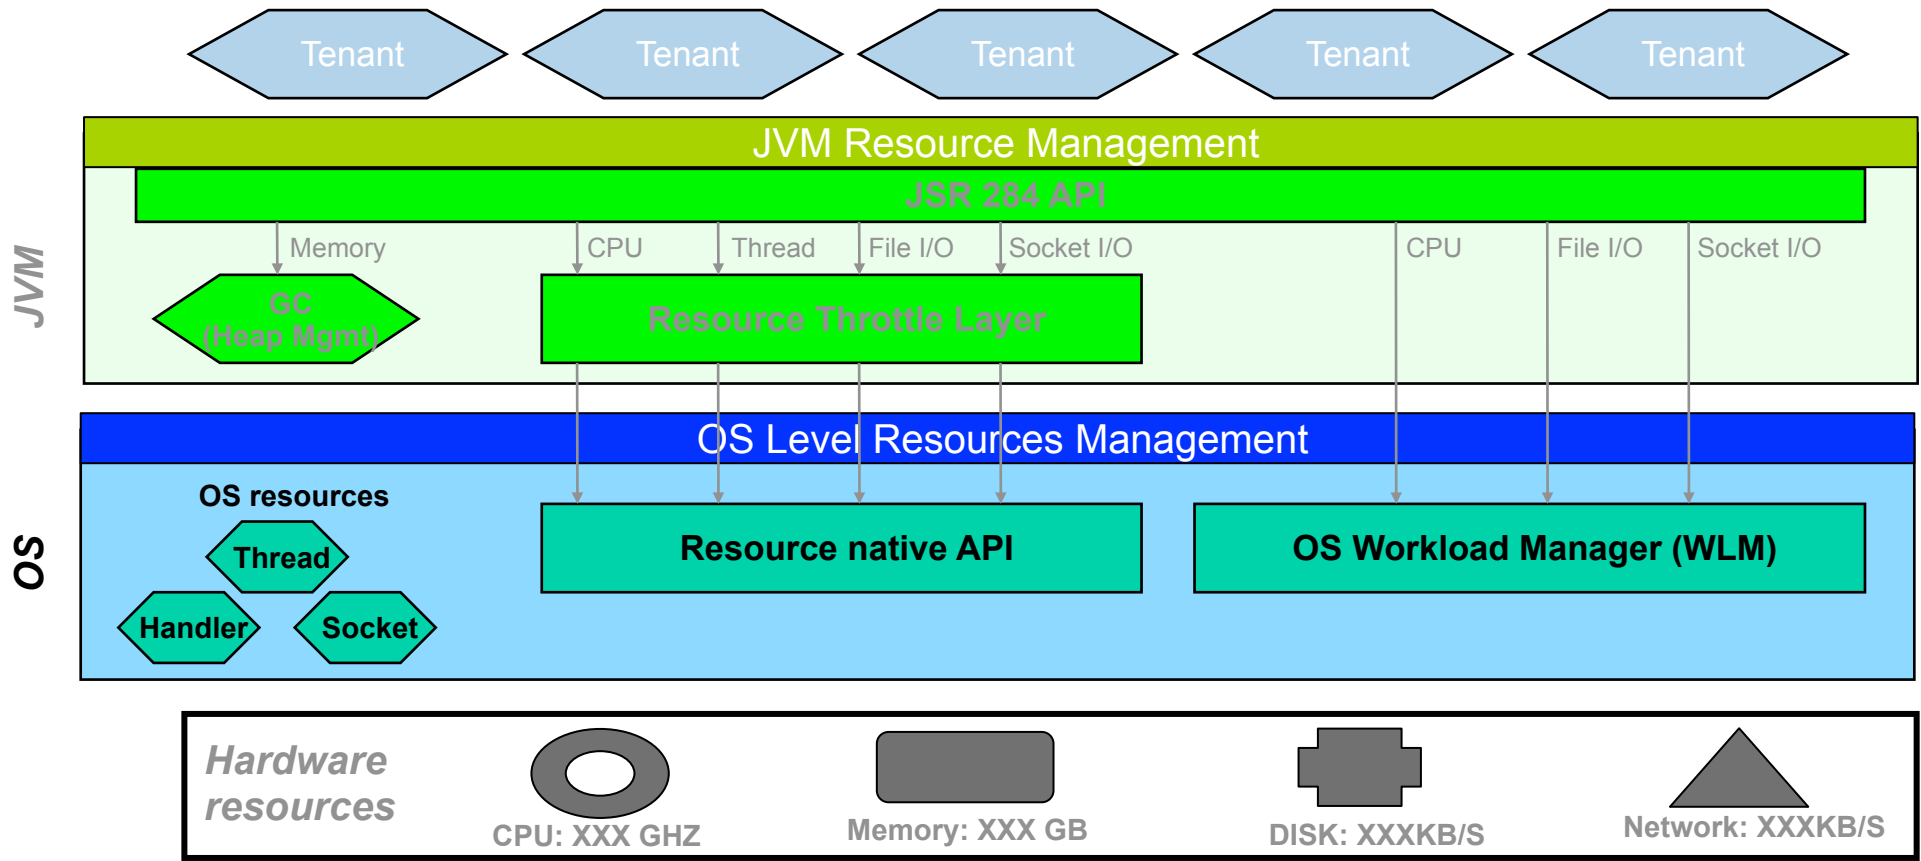 Tenant Tenant Tenant Tenant Tenant
JVM Resource Management
JSR 284 API
Memory CPU Thread File I/O Socket I/O CPU File I/O Socket I/O
JVM
GC
(Heap Mgmt)
Resource Throttle Layer
OS Level Resources Management
OS
OS resources
Thread
Handler Socket
Resource native API
OS Workload Manager (WLM)
Hardware
resources
CPU: XXX GHZ
Memory: XXX GB
DISK: XXXKB/S
Network: XXXKB/S